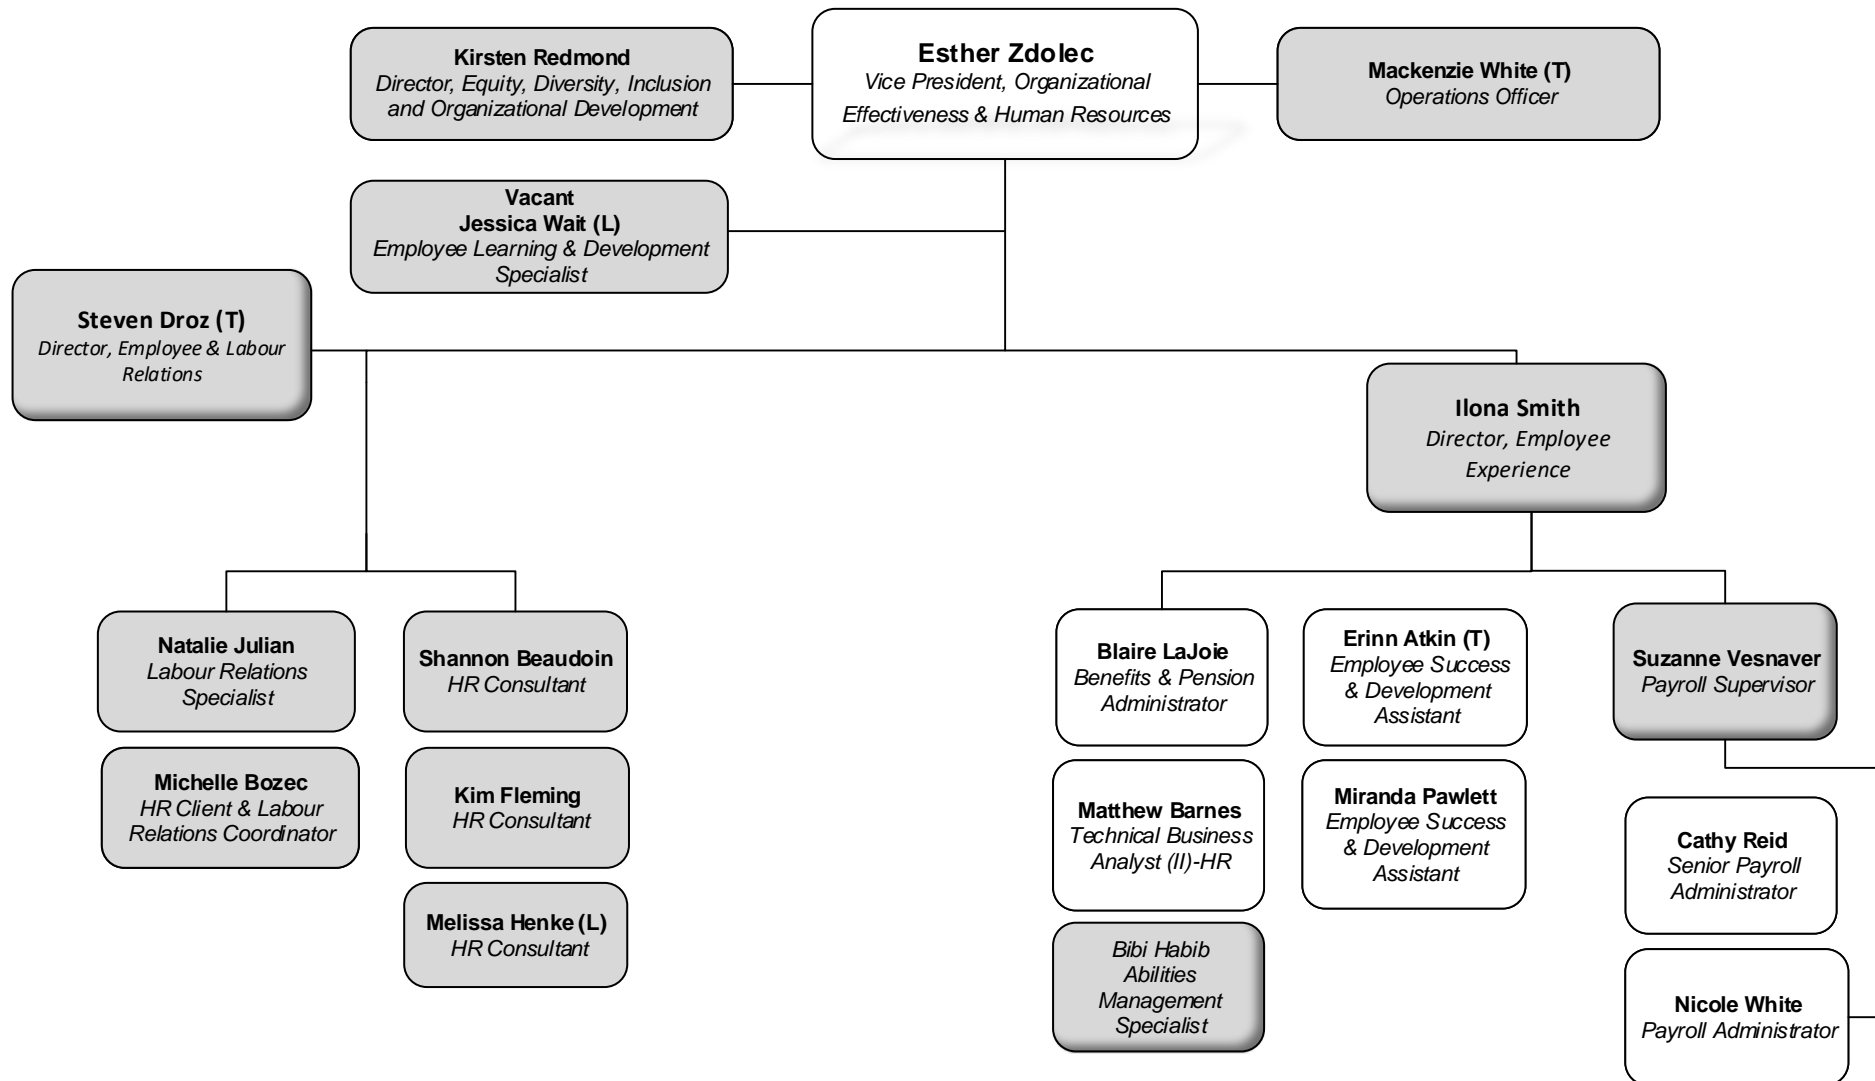 Kirsten Redmond
Director, Equity, Diversity, Inclusion
and Organizational Development
Esther Zdolec
Vice President, Organizational
Effectiveness & Human Resources
Mackenzie White (T)
Operations Officer
Vacant
Jessica Wait (L)
Employee Learning & Development
Specialist
Steven Droz (T)
Director, Employee & Labour
Relations
Ilona Smith
Director, Employee
Experience
Natalie Julian
Labour Relations
Specialist
Shannon Beaudoin
HR Consultant
Michelle Bozec
HR Client & Labour
Relations Coordinator
Kim Fleming
HR Consultant
Melissa Henke (L)
HR Consultant
Blaire LaJoie
Benefits & Pension
Administrator
Erinn Atkin (T)
Employee Success
& Development
Assistant
Suzanne Vesnaver
Payroll Supervisor
Matthew Barnes
Technical Business
Analyst (II)-HR
Miranda Pawlett
Employee Success
& Development
Assistant
Cathy Reid
Senior Payroll
Administrator
Bibi Habib
Abilities
Management
Specialist
Nicole White
Payroll Administrator